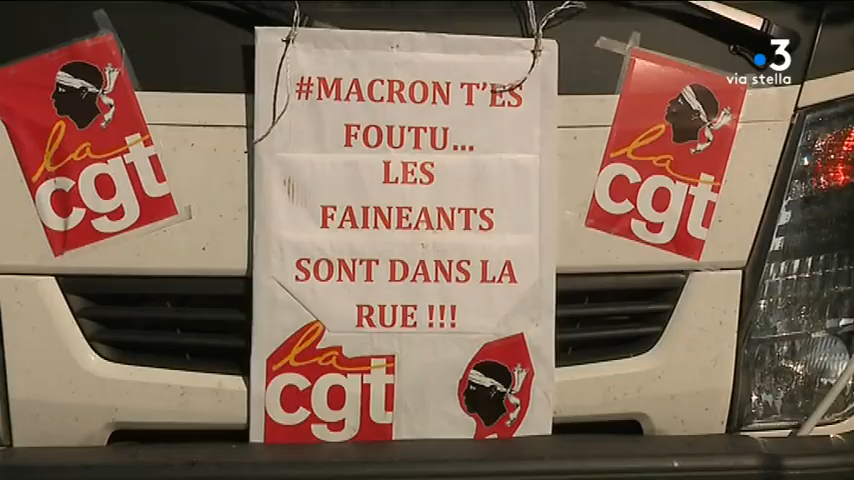 3
via stella
#MACRON T'ES
FOUTU...
LES
FAINEANTS
SONT DANS LA
RUE !!!
la
cgt
la
cgt
la
cgt